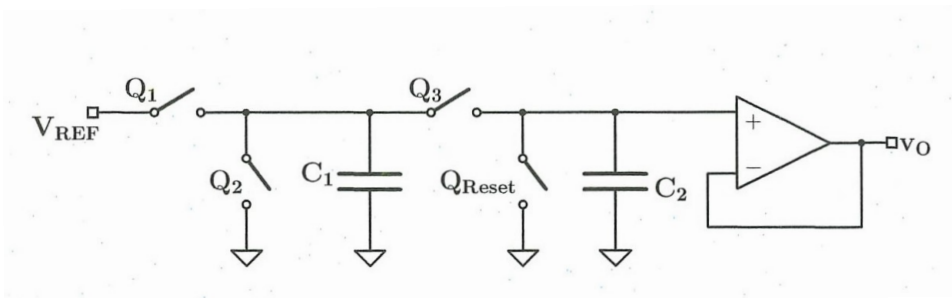 Q1
Q3
VREF
+
vO
Q2
C1
QReset
C2
−